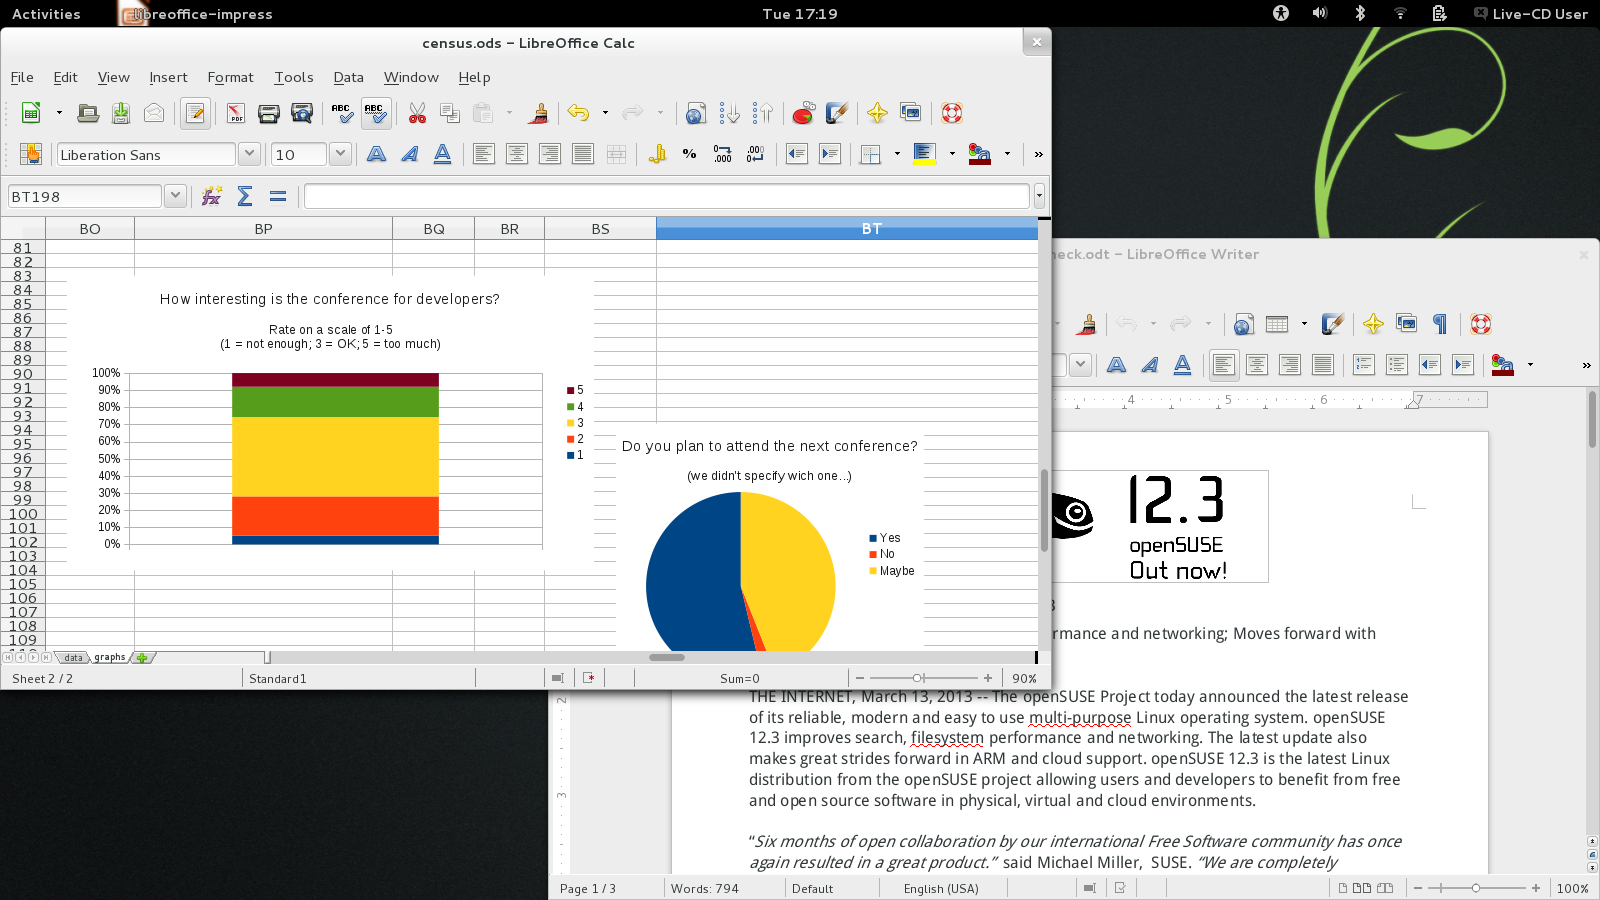 Activities
libreoffice-impress
Tue 17:19
Live-CD User
census.ods - LibreOffice Calc
File Edit View Insert Format Tools Data Window Help
Liberation Sans
10
BT198
BO BP BQ BR BS BT
81
82
83
84
85
86
87
88
89
90
91
92
93
94
95
96
97
98
99
100
101
102
103
104
105
106
107
108
109
How interesting is the conference for developers?
Rate on a scale of 1-5
(1 = not enough; 3 = OK; 5 = too much)
100%
90%
80%
70%
60%
50%
40%
30%
20%
10%
0%
5
4
3
2
1
Do you plan to attend the next conference?
(we didn't specify wich one...)
Yes
No
Maybe
data graphs
Sheet 2 / 2
Standard1
Sum=0
90%
heck.odt - LibreOffice Writer
4 5 6 7
12.3
openSUSE
Out now!
3
rmance and networking; Moves forward with
THE INTERNET, March 13, 2013 -- The openSUSE Project today announced the latest release
of its reliable, modern and easy to use multi-purpose Linux operating system. openSUSE
12.3 improves search, filesystem performance and networking. The latest update also
makes great strides forward in ARM and cloud support. openSUSE 12.3 is the latest Linux
distribution from the openSUSE project allowing users and developers to benefit from free
and open source software in physical, virtual and cloud environments.
“Six months of open collaboration by our international Free Software community has once
again resulted in a great product.” said Michael Miller, SUSE. “We are completely
2
3
Page 1 / 3
Words: 794
Default
English (USA)
100%